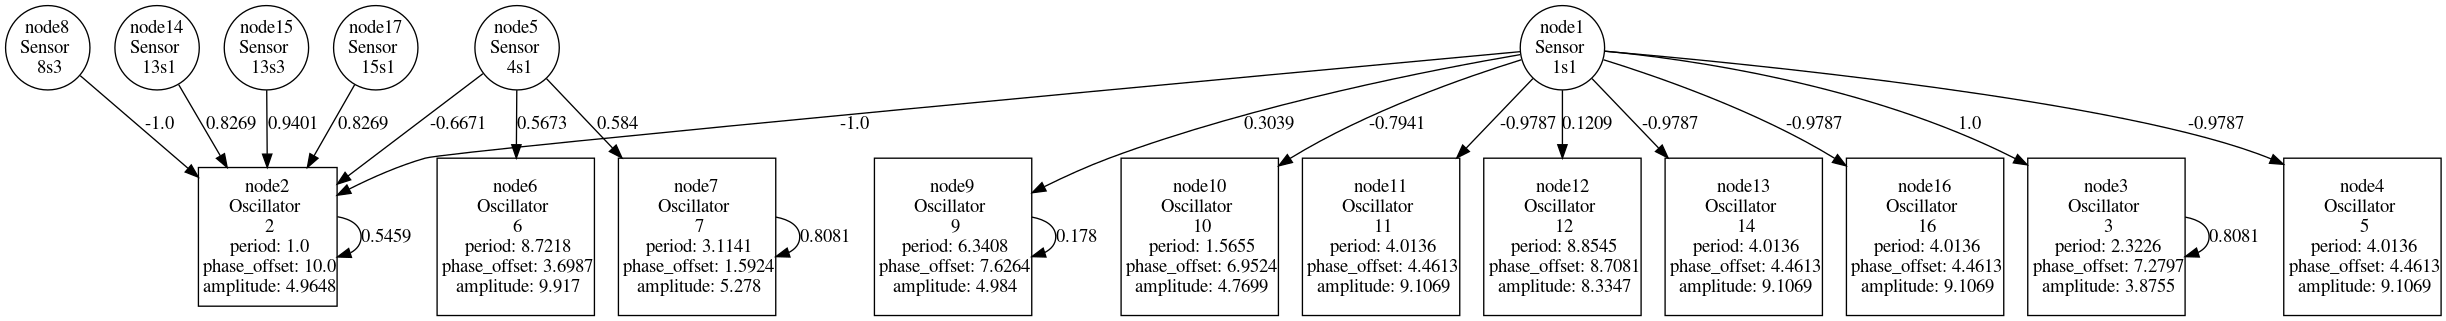 node8
Sensor
8s3
node14
Sensor
13s1
node15
Sensor
13s3
node17
Sensor
15s1
node5
Sensor
4s1
node1
Sensor
1s1
-1.0
0.8269
0.9401
0.8269
-0.6671
0.5673
0.584
-1.0
0.3039
-0.7941
-0.9787
0.1209
-0.9787
-0.9787
1.0
-0.9787
node2
Oscillator
2
period: 1.0
phase_offset: 10.0
amplitude: 4.9648
0.5459
node6
Oscillator
6
period: 8.7218
phase_offset: 3.6987
amplitude: 9.917
node7
Oscillator
7
period: 3.1141
phase_offset: 1.5924
amplitude: 5.278
0.8081
node9
Oscillator
9
period: 6.3408
phase_offset: 7.6264
amplitude: 4.984
0.178
node10
Oscillator
10
period: 1.5655
phase_offset: 6.9524
amplitude: 4.7699
node11
Oscillator
11
period: 4.0136
phase_offset: 4.4613
amplitude: 9.1069
node12
Oscillator
12
period: 8.8545
phase_offset: 8.7081
amplitude: 8.3347
node13
Oscillator
14
period: 4.0136
phase_offset: 4.4613
amplitude: 9.1069
node16
Oscillator
16
period: 4.0136
phase_offset: 4.4613
amplitude: 9.1069
node3
Oscillator
3
period: 2.3226
phase_offset: 7.2797
amplitude: 3.8755
0.8081
node4
Oscillator
5
period: 4.0136
phase_offset: 4.4613
amplitude: 9.1069